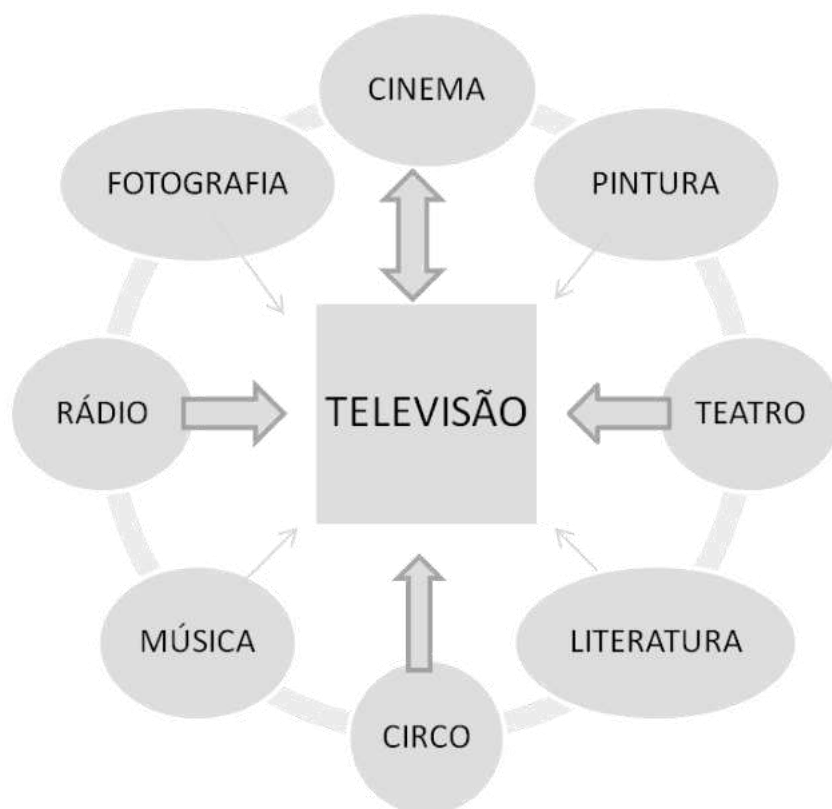 CINEMA
FOTOGRAFIA
PINTURA
RÁDIO
TELEVISÃO
TEATRO
MÚSICA
LITERATURA
CIRCO